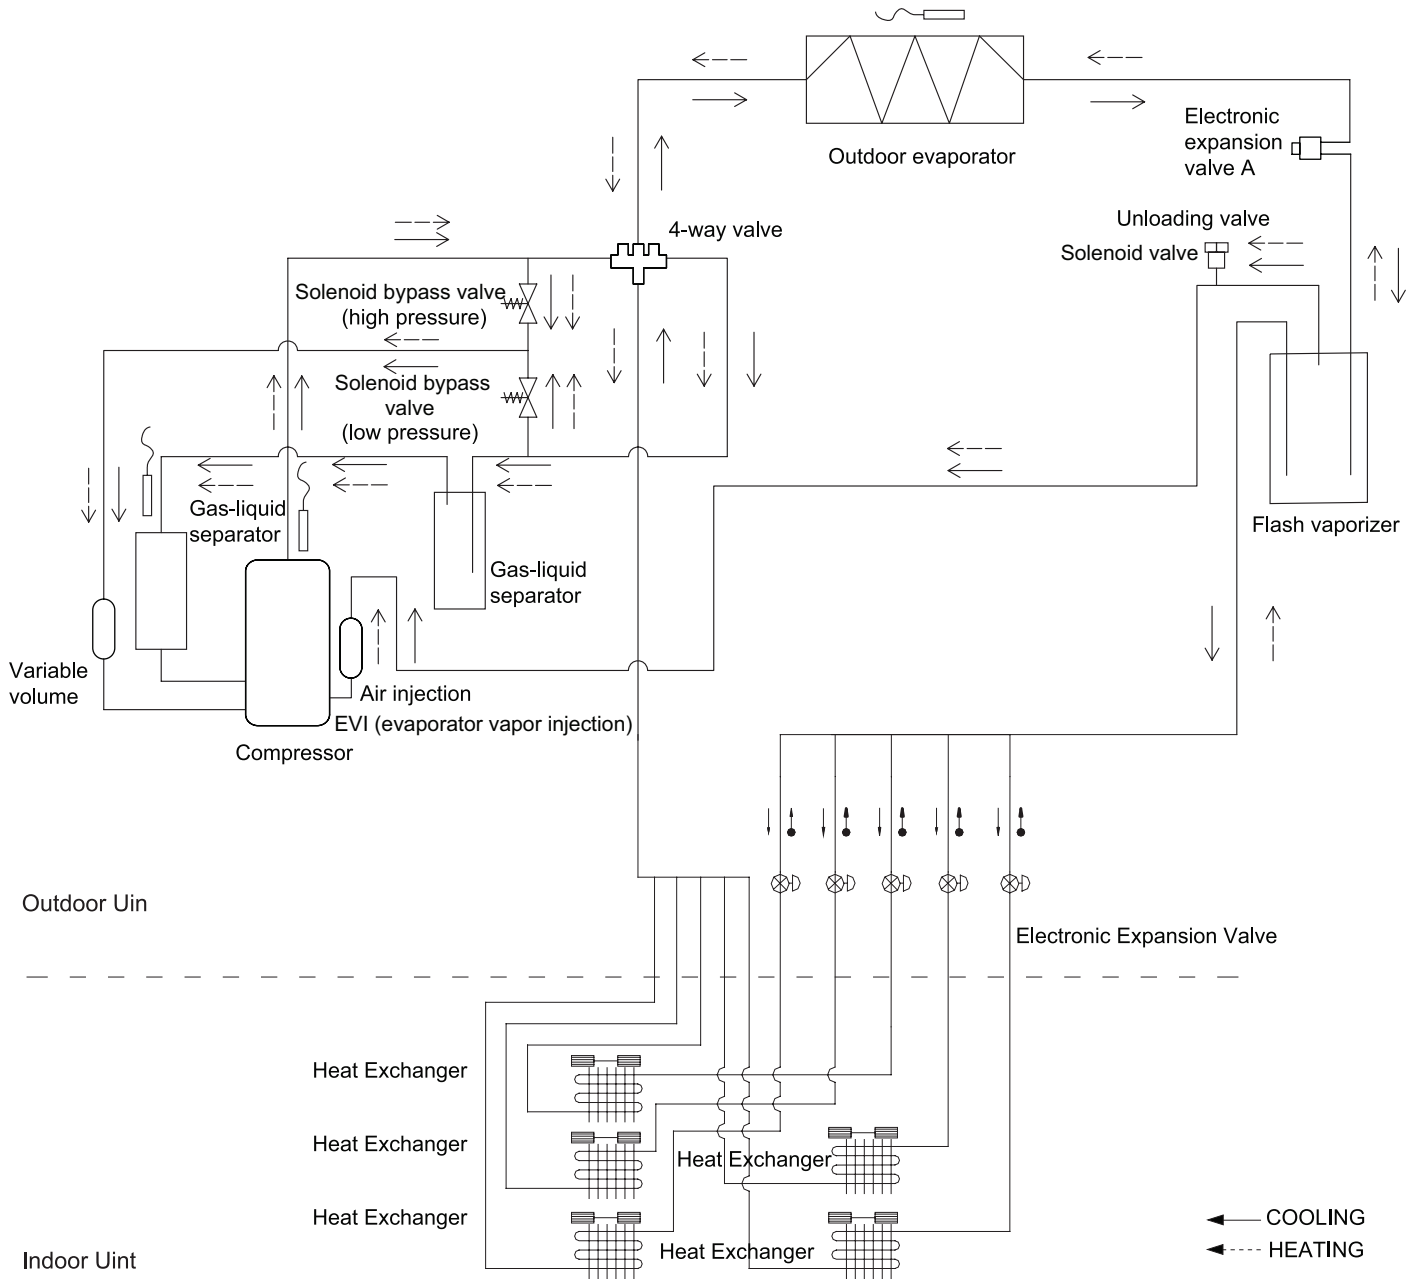 Outdoor evaporator
Electronic
expansion
valve A
4-way valve
Unloading valve
Solenoid valve
Solenoid bypass valve
(high pressure)
Solenoid bypass
valve
(low pressure)
Gas-liquid
separator
Flash vaporizer
Gas-liquid
separator
Variable
volume
Air injection
EVI (evaporator vapor injection)
Compressor
Outdoor Uin
Electronic Expansion Valve
Heat Exchanger
Heat Exchanger
Heat Exchanger
Heat Exchanger
Heat Exchanger
Indoor Uint
COOLING
HEATING